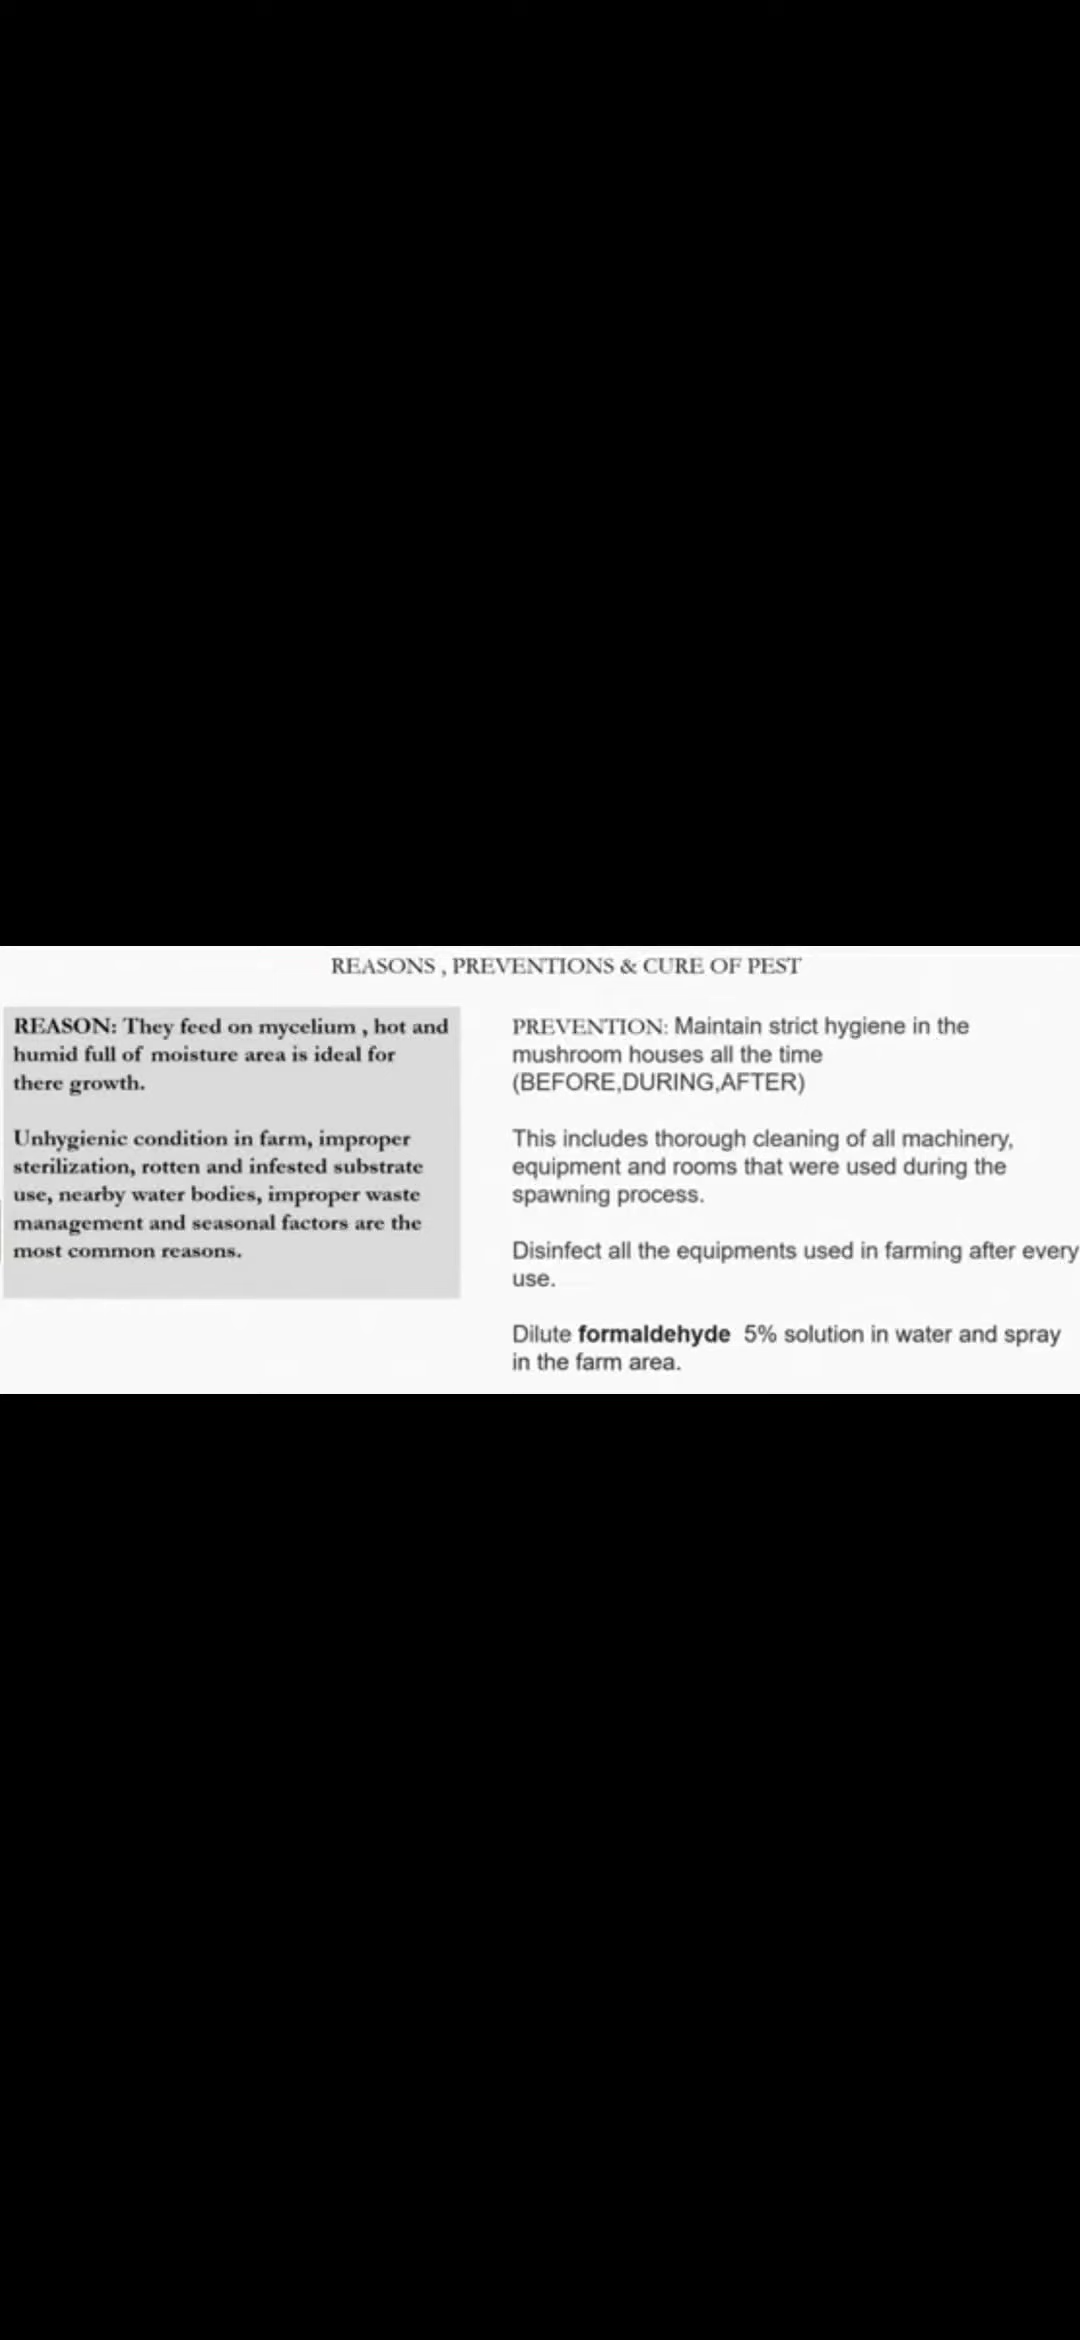 REASONS , PREVENTIONS & CURE OF PEST
REASON: They feed on mycelium , hot and
humid full of moisture area is ideal for
there growth.
Unhygienic condition in farm, improper
sterilization, rotten and infested substrate
use, nearby water bodies, improper waste
management and seasonal factors are the
most common reasons.
PREVENTION: Maintain strict hygiene in the
mushroom houses all the time
(BEFORE,DURING,AFTER)
This includes thorough cleaning of all machinery,
equipment and rooms that were used during the
spawning process.
Disinfect all the equipments used in farming after every
use.
Dilute formaldehyde 5% solution in water and spray
in the farm area.